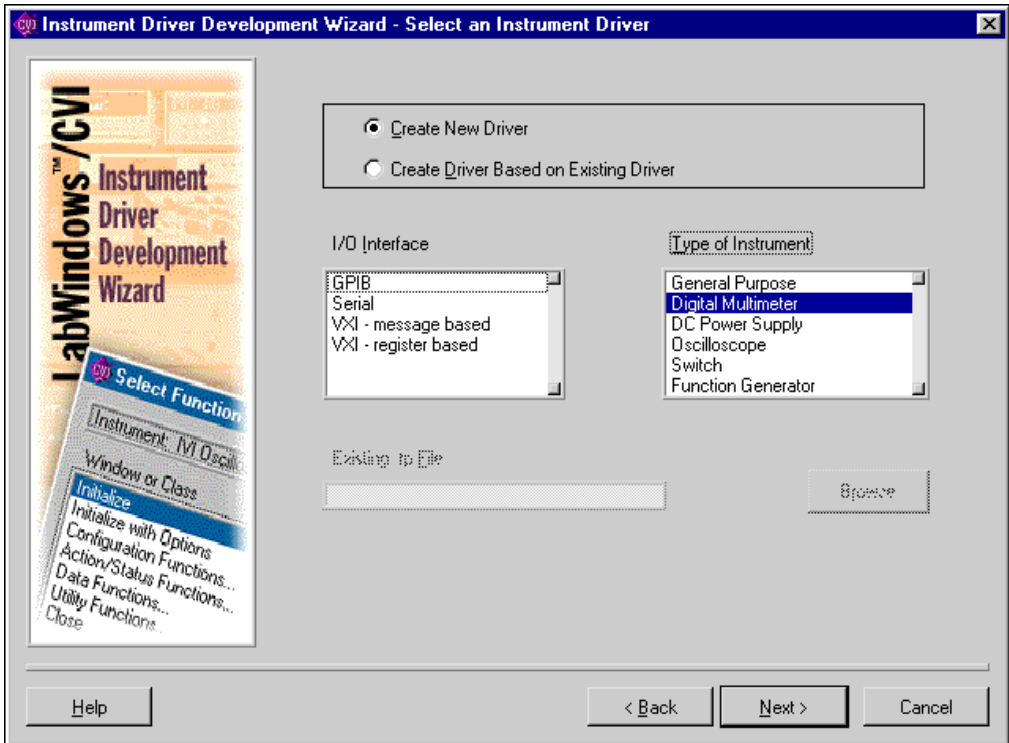 Instrument Driver Development Wizard - Select an Instrument Driver
LabWindows™/CVI
Instrument
Driver
Development
Wizard
Create New Driver
Create Driver Based on Existing Driver
I/O Interface
GPIB
Serial
VXI - message based
VXI - register based
Type of Instrument
General Purpose
Digital Multimeter
DC Power Supply
Oscilloscope
Switch
Function Generator
Existing .fp File
Browse
Select Function
Instrument: IVI Oscillo
Window or Class
Initialize
Initialize with Options
Configuration Functions...
Action/Status Functions...
Data Functions...
Utility Functions...
Close
Help
< Back
Next >
Cancel